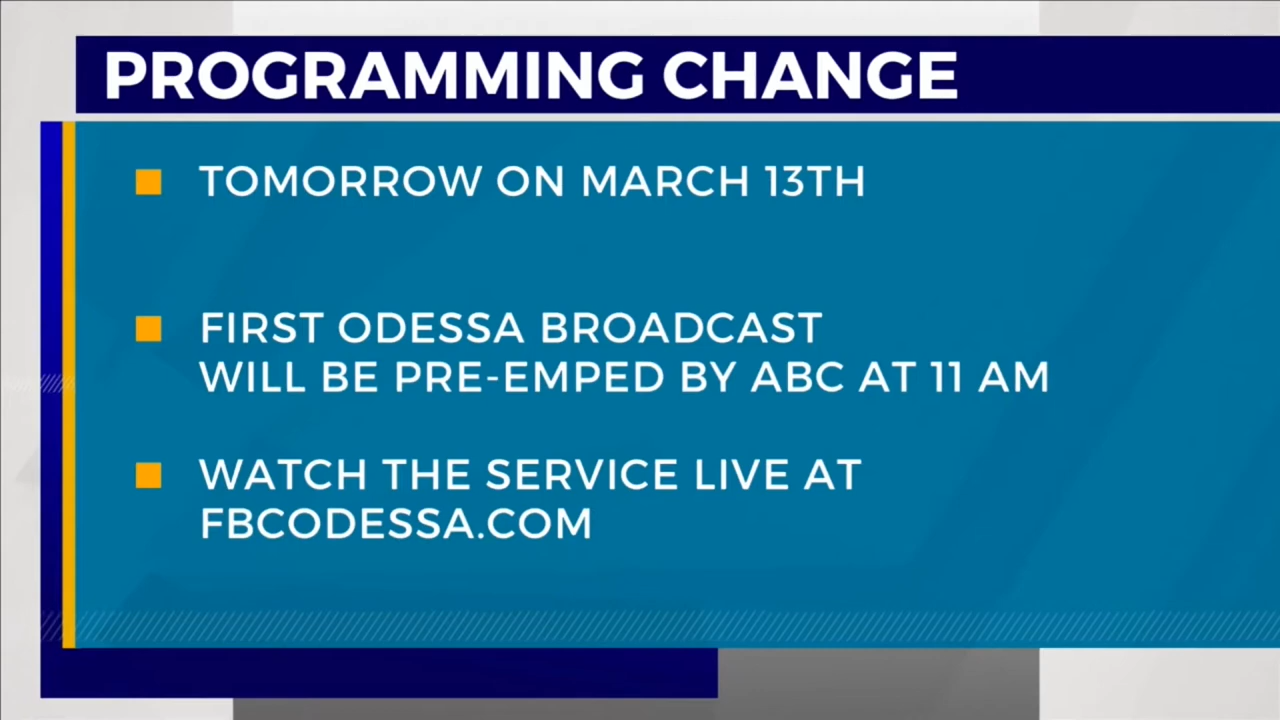 PROGRAMMING CHANGE
TOMORROW ON MARCH 13TH
FIRST ODESSA BROADCAST
WILL BE PRE-EMPED BY ABC AT 11 AM
WATCH THE SERVICE LIVE AT
FBCODESSA.COM